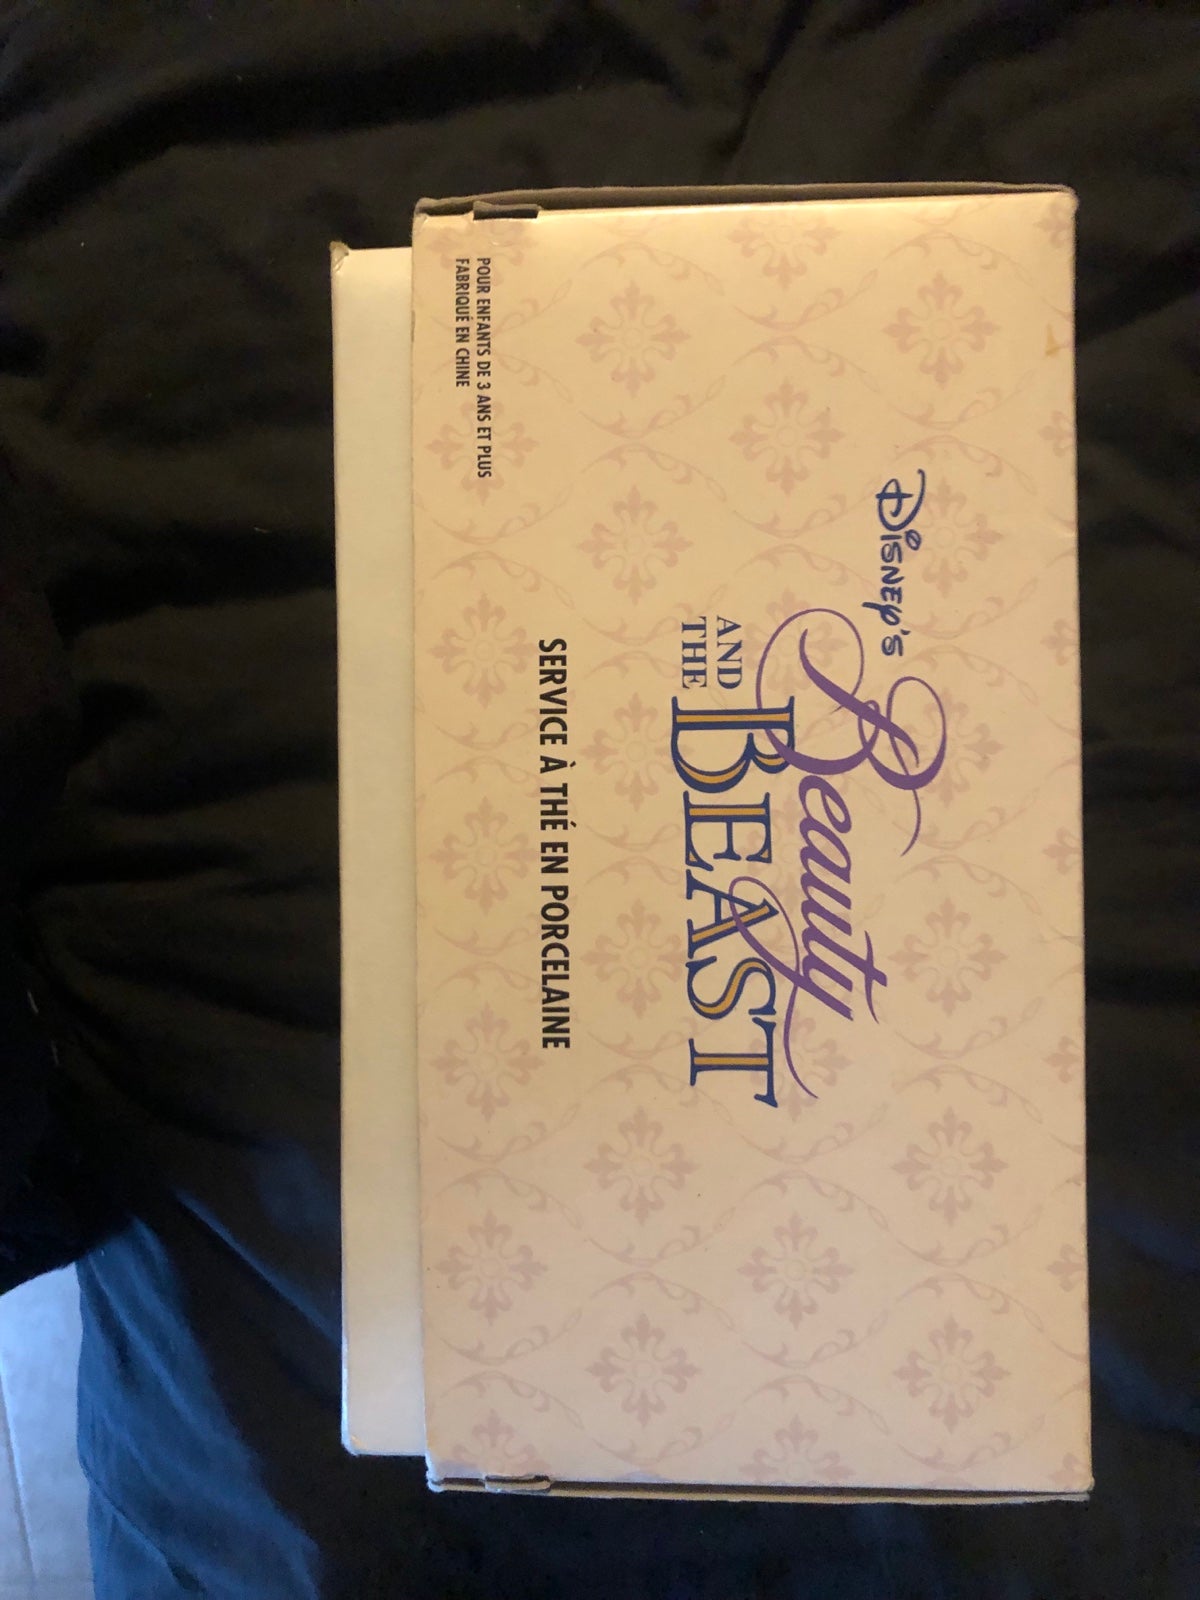 DISNEY'S
Beauty
AND
THE
BEAST
SERVICE À THÉ EN PORCELAINE
POUR ENFANTS DE 3 ANS ET PLUS
FABRIQUÉ EN CHINE